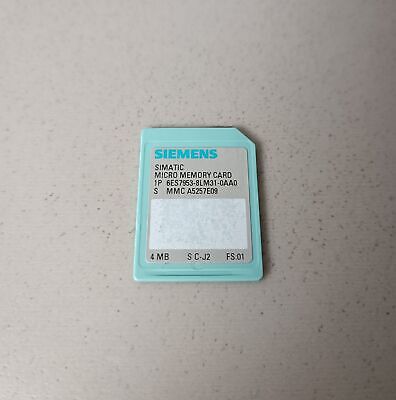 SIEMENS
SIMATIC
MICRO MEMORY CARD
1P 6ES7953-8LM31-0AA0
S MMC A5257E09
4 MB S C-J2 FS:01